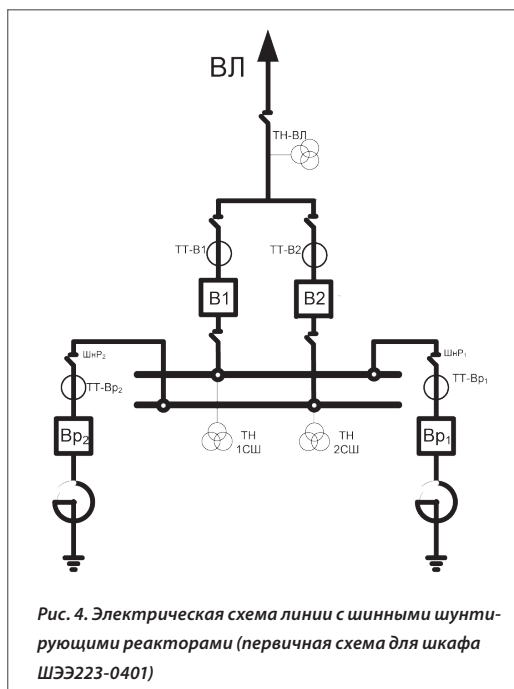 ВЛ
ТН-ВЛ
ТТ-В1
ТТ-В2
В1
В2
ШнР₂
ШнР₁
ТТ-Вр₂
ТТ-Вр₁
Вр₂
Вр₁
ТН
1СШ
ТН
2СШ
Рис. 4. Электрическая схема линии с шинными шунти-
рующими реакторами (первичная схема для шкафа
ШЭЭ223-0401)